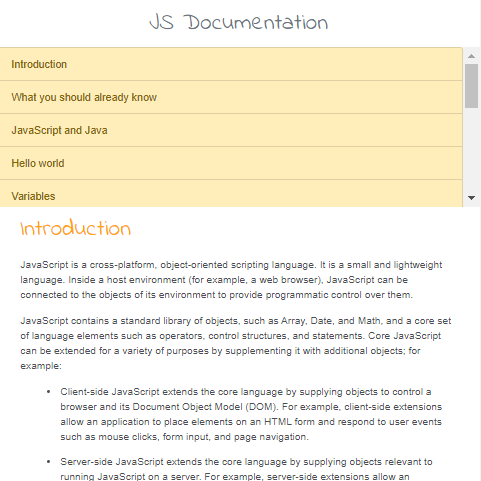 JS Documentation
Introduction
What you should already know
JavaScript and Java
Hello world
Variables
Introduction
JavaScript is a cross-platform, object-oriented scripting language. It is a small and lightweight
language. Inside a host environment (for example, a web browser), JavaScript can be
connected to the objects of its environment to provide programmatic control over them.
JavaScript contains a standard library of objects, such as Array, Date, and Math, and a core set
of language elements such as operators, control structures, and statements. Core JavaScript
can be extended for a variety of purposes by supplementing it with additional objects; for
example:
• Client-side JavaScript extends the core language by supplying objects to control a
browser and its Document Object Model (DOM). For example, client-side extensions
allow an application to place elements on an HTML form and respond to user events
such as mouse clicks, form input, and page navigation.
• Server-side JavaScript extends the core language by supplying objects relevant to
running JavaScript on a server. For example, server-side extensions allow an